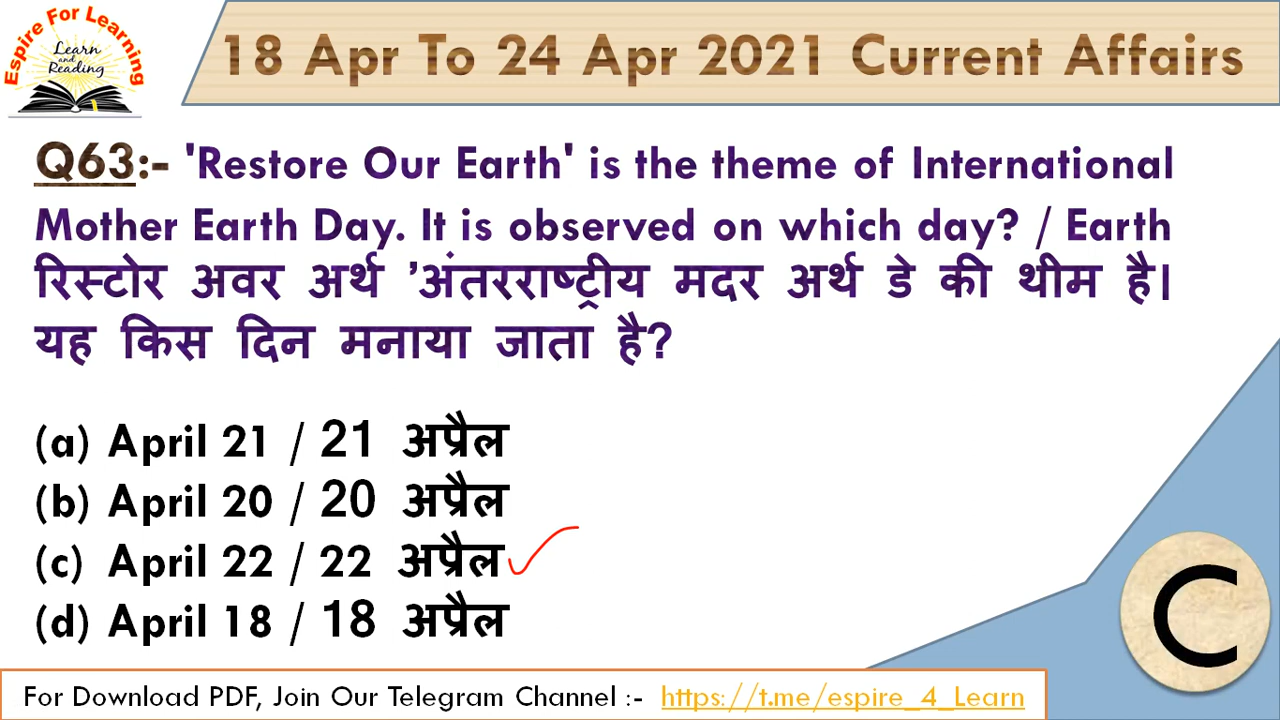 Espire For Learning
Learn
and
Reading
18 Apr To 24 Apr 2021 Current Affairs
Q63:- 'Restore Our Earth' is the theme of International
Mother Earth Day. It is observed on which day? / Earth
रिस्टोर अवर अर्थ ’अंतरराष्ट्रीय मदर अर्थ डे की थीम है।
यह किस दिन मनाया जाता है?
(a) April 21 / 21 अप्रैल
(b) April 20 / 20 अप्रैल
(c) April 22 / 22 अप्रैल
(d) April 18 / 18 अप्रैल
C
For Download PDF, Join Our Telegram Channel :- https://t.me/espire_4_Learn